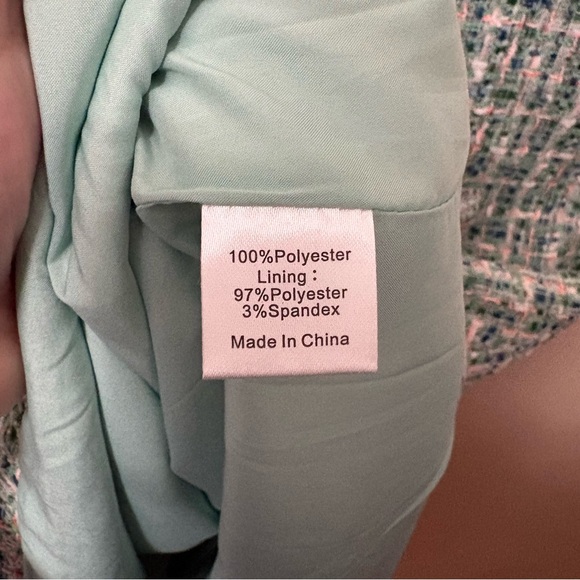 100%Polyester
Lining :
97%Polyester
3%Spandex
Made In China